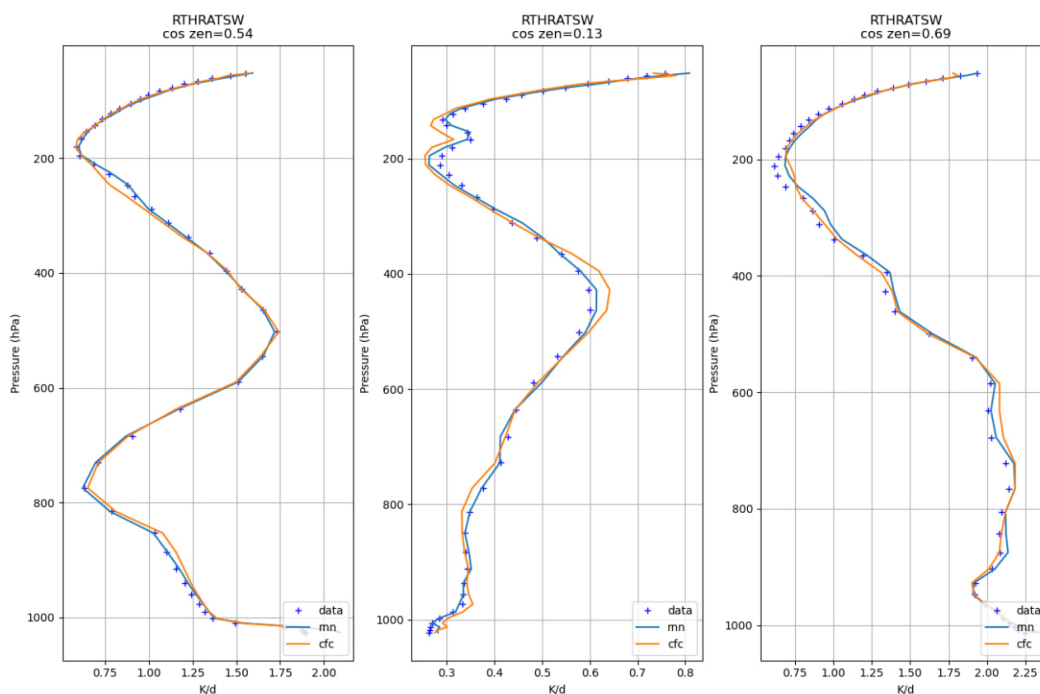 RTHRATSW
cos zen=0.54
RTHRATSW
cos zen=0.13
RTHRATSW
cos zen=0.69
Pressure (hPa)
200
400
600
800
1000
0.75
1.00
1.25
1.50
1.75
2.00
K/d
data
rnn
cfc
Pressure (hPa)
200
400
600
800
1000
0.3
0.4
0.5
0.6
0.7
0.8
K/d
data
rnn
cfc
Pressure (hPa)
200
400
600
800
1000
0.75
1.00
1.25
1.50
1.75
2.00
2.25
K/d
data
rnn
cfc